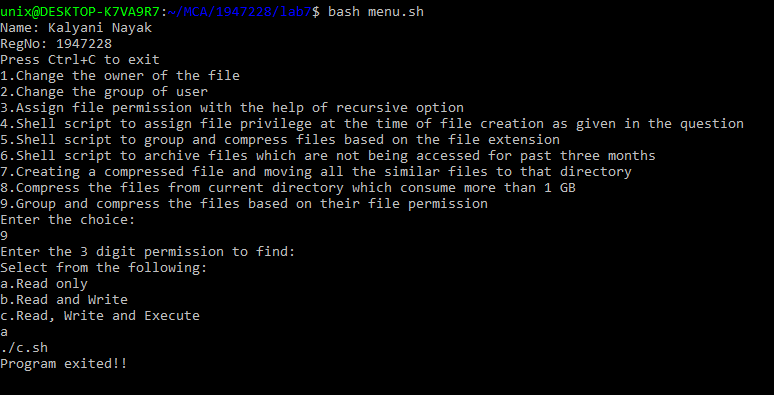 unix@DESKTOP-K7VA9R7:~/MCA/1947228/lab7$ bash menu.sh
Name: Kalyani Nayak
RegNo: 1947228
Press Ctrl+C to exit
1.Change the owner of the file
2.Change the group of user
3.Assign file permission with the help of recursive option
4.Shell script to assign file privilege at the time of file creation as given in the question
5.Shell script to group and compress files based on the file extension
6.Shell script to archive files which are not being accessed for past three months
7.Creating a compressed file and moving all the similar files to that directory
8.Compress the files from current directory which consume more than 1 GB
9.Group and compress the files based on their file permission
Enter the choice:
9
Enter the 3 digit permission to find:
Select from the following:
a.Read only
b.Read and Write
c.Read, Write and Execute
a
./c.sh
Program exited!!